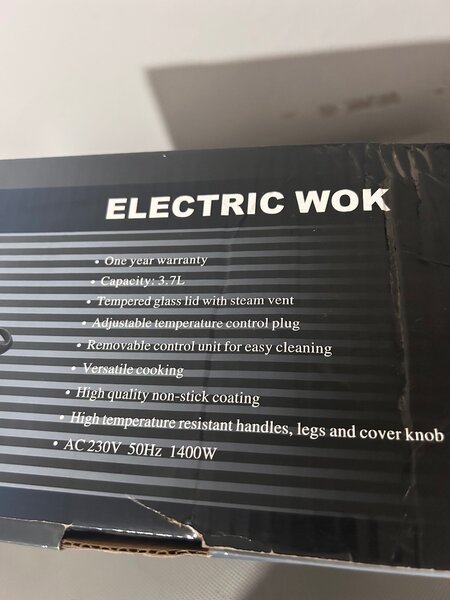 ELECTRIC WOK
• One year warranty
• Capacity: 3.7L
• Tempered glass lid with steam vent
• Adjustable temperature control plug
• Removable control unit for easy cleaning
• Versatile cooking
• High quality non-stick coating
• High temperature resistant handles, legs and cover knob
• AC 230V 50Hz 1400W